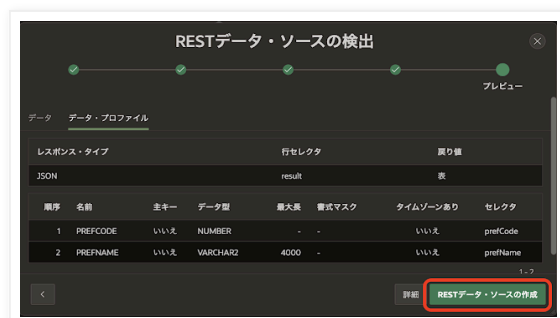 RESTデータ・ソースの検出
プレビュー
データ データ・プロファイル
レスポンス・タイプ 行セレクタ 戻り値
JSON result 表
順序 名前 主キー データ型 最大長 書式マスク タイムゾーンあり セレクタ
1 PREFCODE いいえ NUMBER - - いいえ prefCode
2 PREFNAME いいえ VARCHAR2 4000 - いいえ prefName
1 - 2
詳細 RESTデータ・ソースの作成